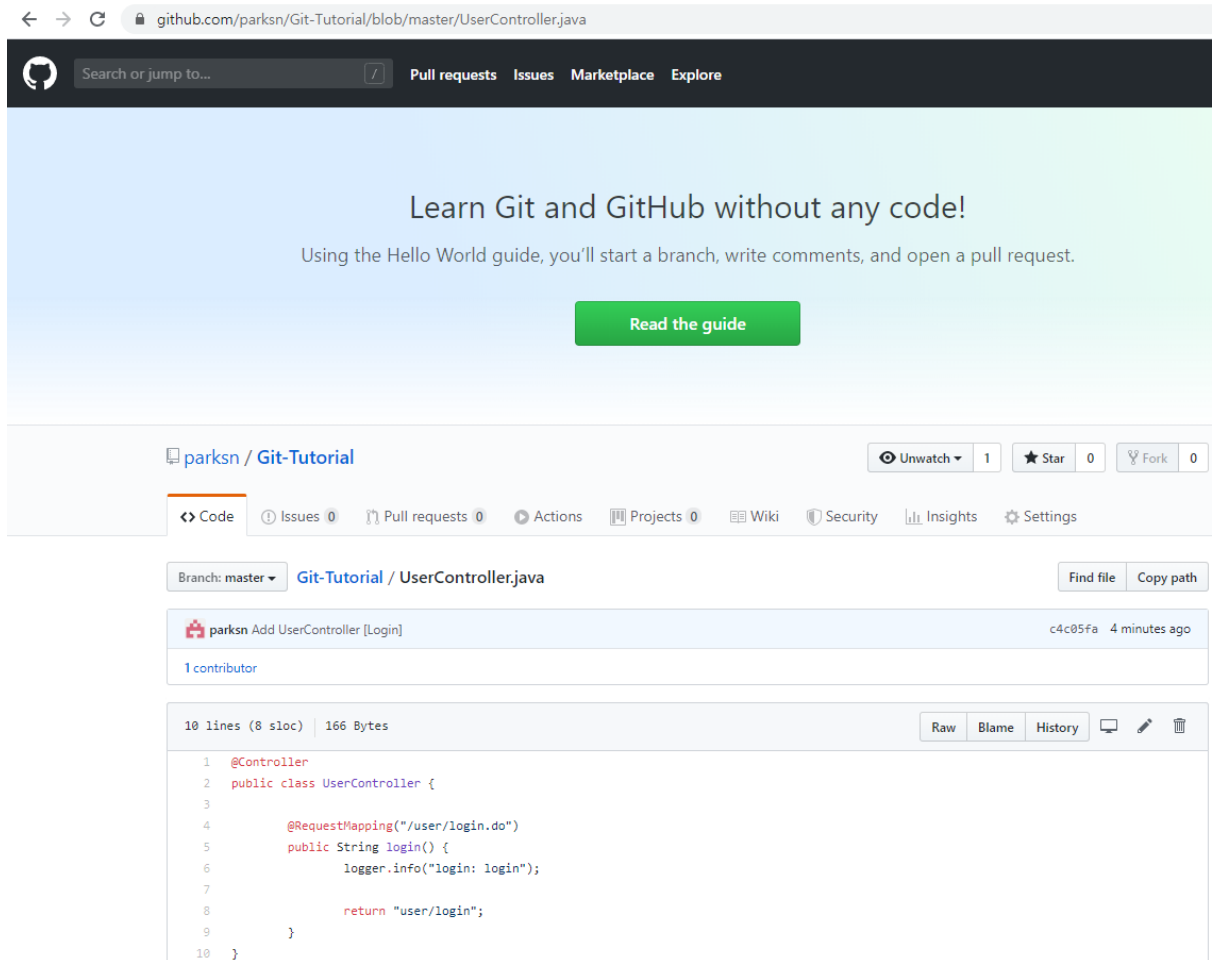 github.com/parksn/Git-Tutorial/blob/master/UserController.java
Search or jump to... / Pull requests Issues Marketplace Explore
Learn Git and GitHub without any code!
Using the Hello World guide, you'll start a branch, write comments, and open a pull request.
Read the guide
parksn / Git-Tutorial Unwatch 1 Star 0 Fork 0
Code Issues 0 Pull requests 0 Actions Projects 0 Wiki Security Insights Settings
Branch: master Git-Tutorial / UserController.java Find file Copy path
parksn Add UserController [Login] c4c05fa 4 minutes ago
1 contributor
10 lines (8 sloc) 166 Bytes Raw Blame History
1 @Controller
2 public class UserController {
3
4 @RequestMapping("/user/login.do")
5 public String login() {
6 logger.info("login: login");
7
8 return "user/login";
9 }
10 }